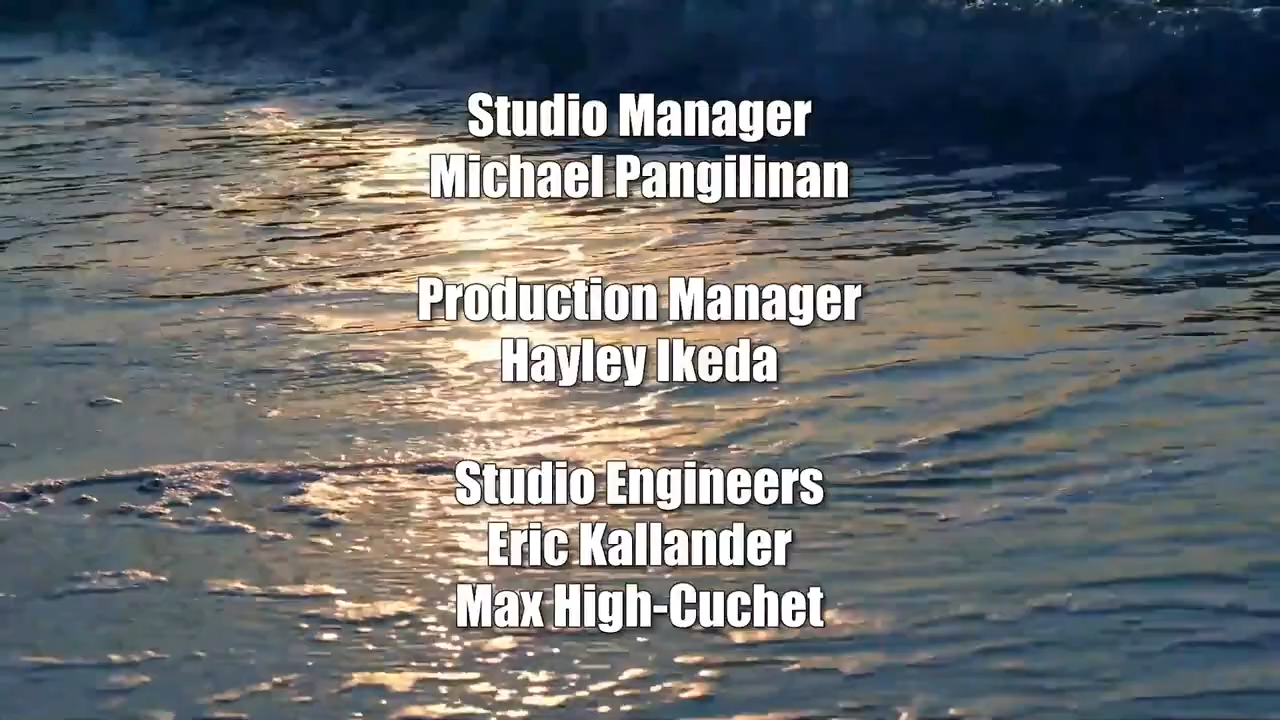 Studio Manager
Michael Pangilinan
Production Manager
Hayley Ikeda
Studio Engineers
Eric Kallander
Max High-Cuchet